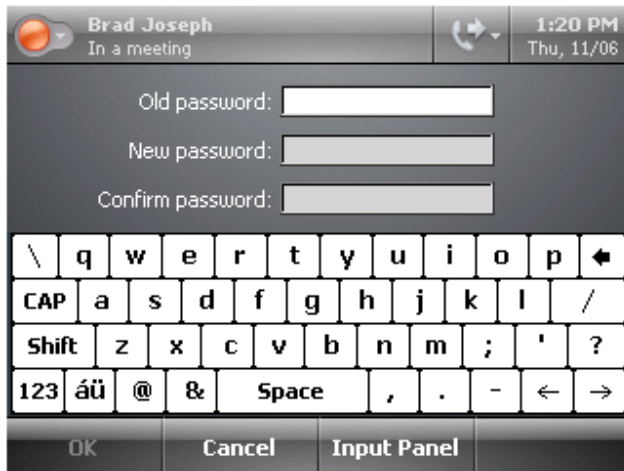 Brad Joseph 1:20 PM
In a meeting Thu, 11/06
Old password:
New password:
Confirm password:
\ q w e r t y u i o p 🡸
CAP a s d f g h j k l /
Shift z x c v b n m ; ' ?
123 áü @ & Space , . - ← →
OK Cancel Input Panel